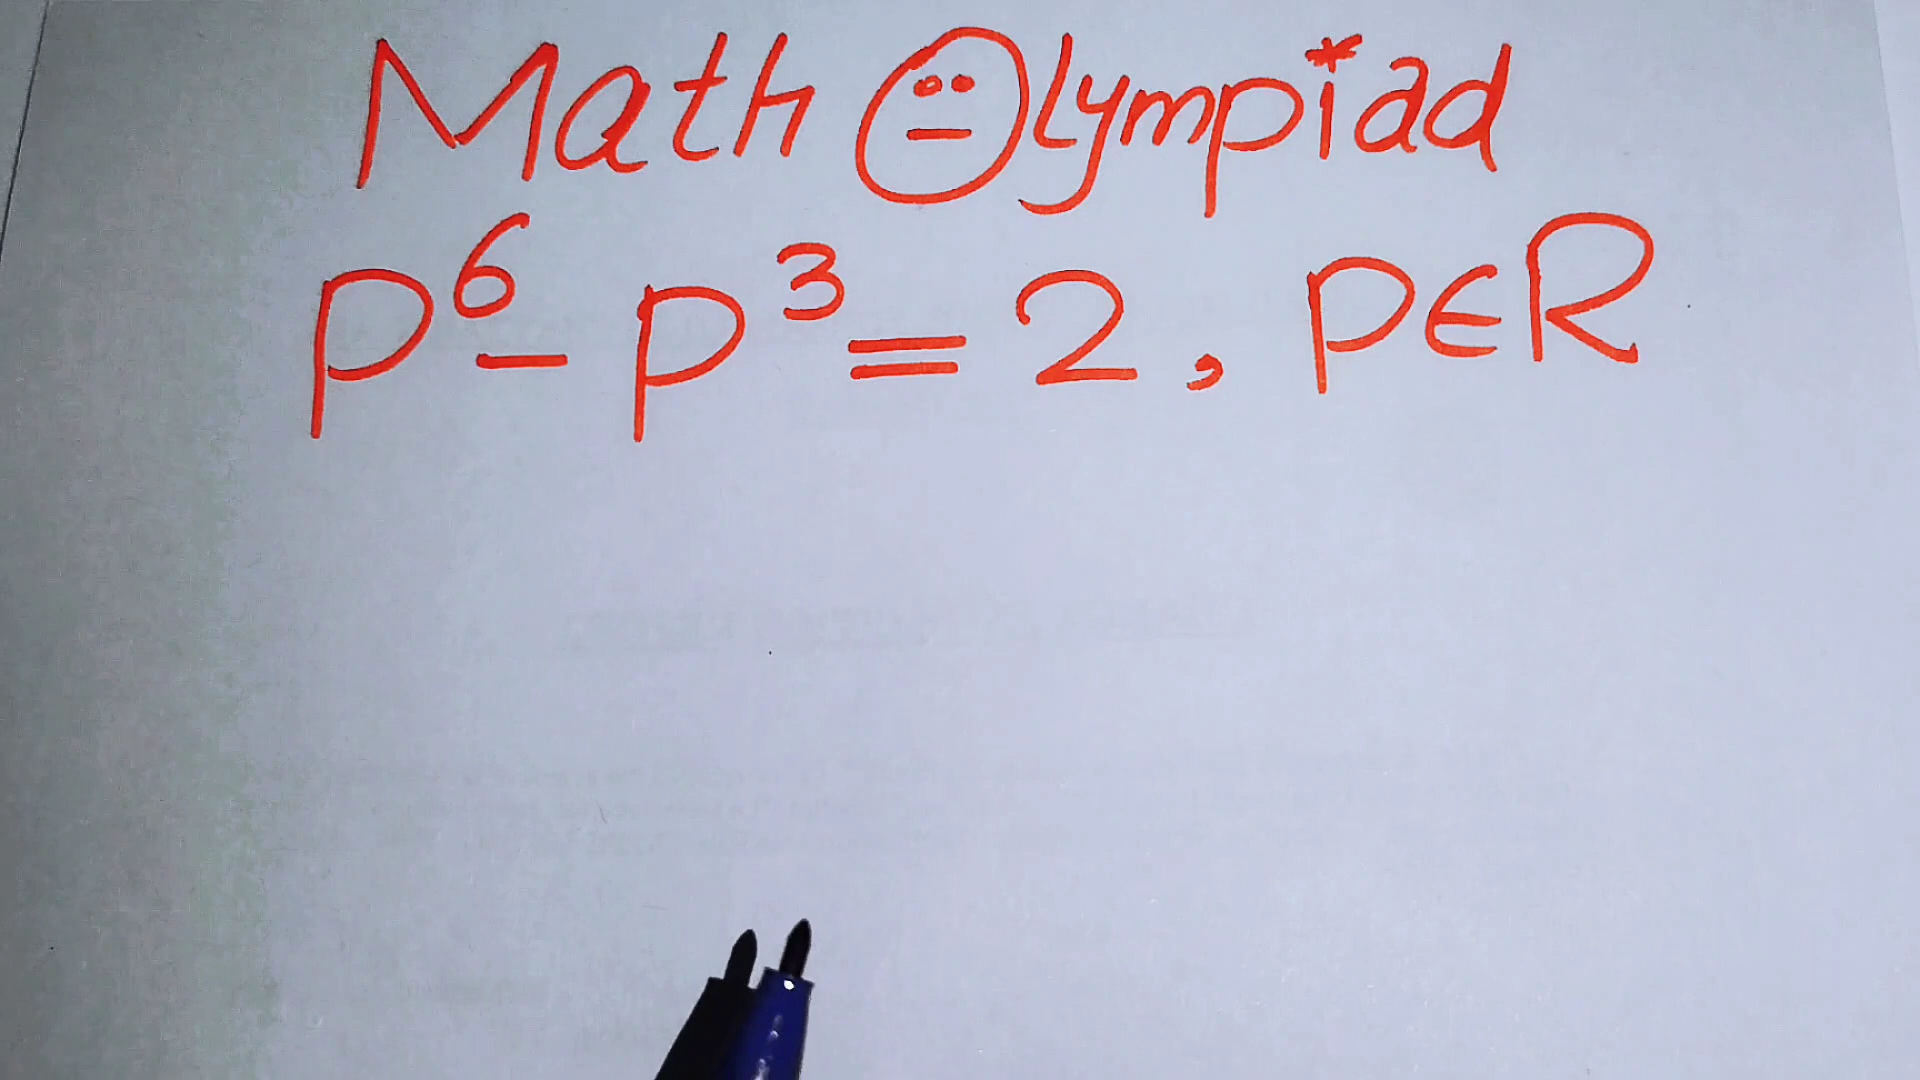 Math Olympiad
P⁶ - P³ = 2, P∈R